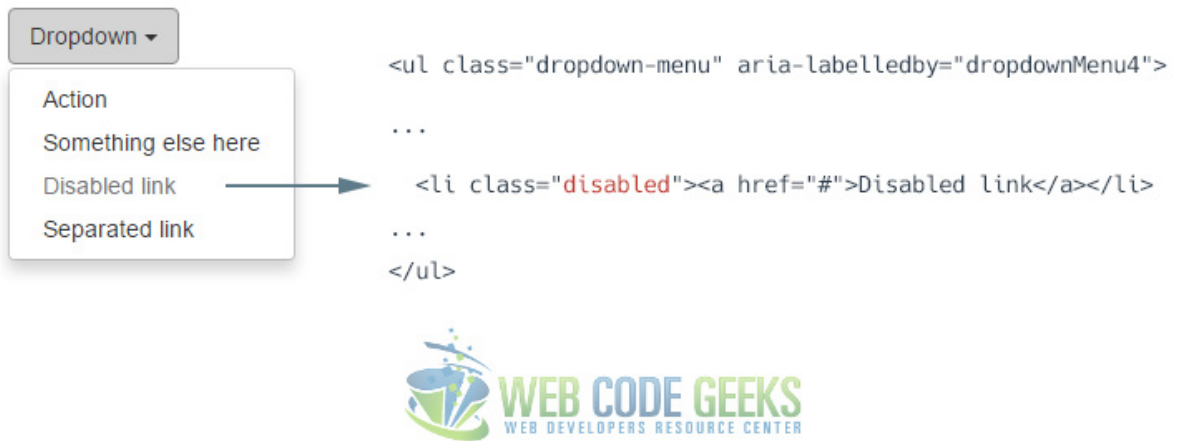 Dropdown
Action
Something else here
Disabled link
Separated link
<ul class="dropdown-menu" aria-labelledby="dropdownMenu4">
...
<li class="disabled"><a href="#">Disabled link</a></li>
...
</ul>
WEB CODE GEEKS
WEB DEVELOPERS RESOURCE CENTER